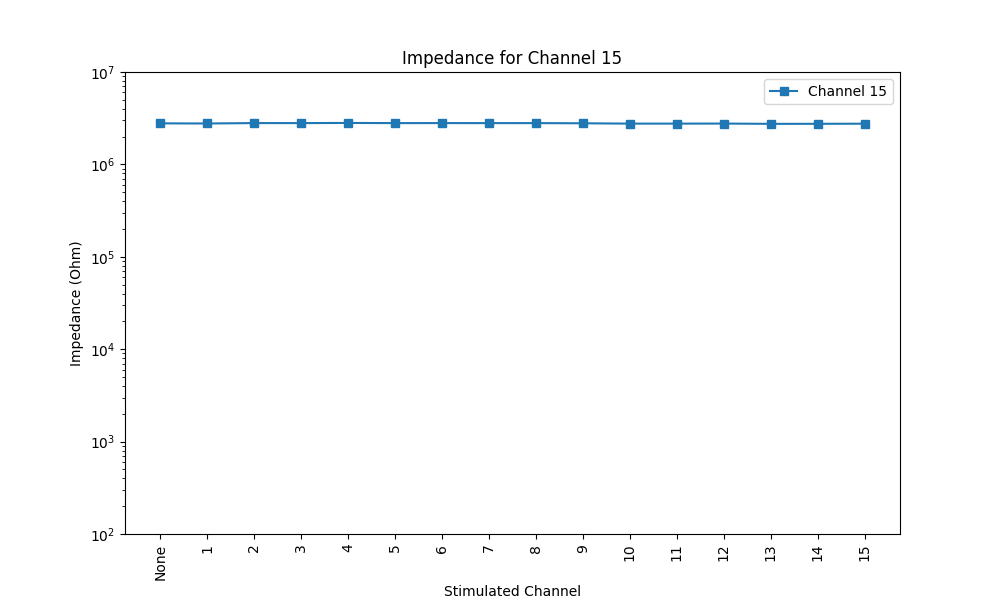 Impedance for Channel 15
Channel 15
10⁷
10⁶
10⁵
10⁴
10³
10²
Impedance (Ohm)
None 1 2 3 4 5 6 7 8 9 10 11 12 13 14 15
Stimulated Channel